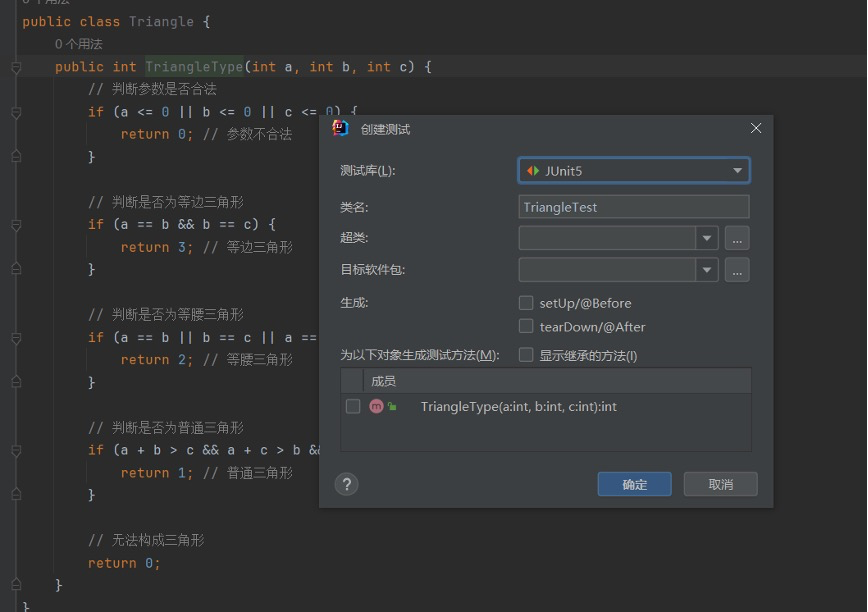 0 个用法
public class Triangle {
0 个用法
public int TriangleType(int a, int b, int c) {
// 判断参数是否合法
if (a <= 0 || b <= 0 || c <= 0) {
return 0; // 参数不合法
}
// 判断是否为等边三角形
if (a == b && b == c) {
return 3; // 等边三角形
}
// 判断是否为等腰三角形
if (a == b || b == c || a ==
return 2; // 等腰三角形
}
// 判断是否为普通三角形
if (a + b > c && a + c > b &&
return 1; // 普通三角形
}
// 无法构成三角形
return 0;
}
}
创建测试
测试库(L):
JUnit5
类名:
TriangleTest
超类:
...
目标软件包:
...
生成:
setUp/@Before
tearDown/@After
为以下对象生成测试方法(M):
显示继承的方法(I)
成员
m
TriangleType(a:int, b:int, c:int):int
?
确定
取消